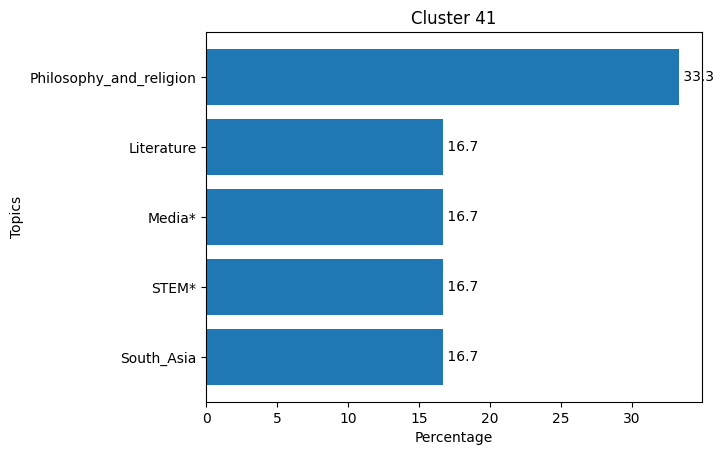 Cluster 41
Topics
Philosophy_and_religion 33.3
Literature 16.7
Media* 16.7
STEM* 16.7
South_Asia 16.7
0 5 10 15 20 25 30
Percentage